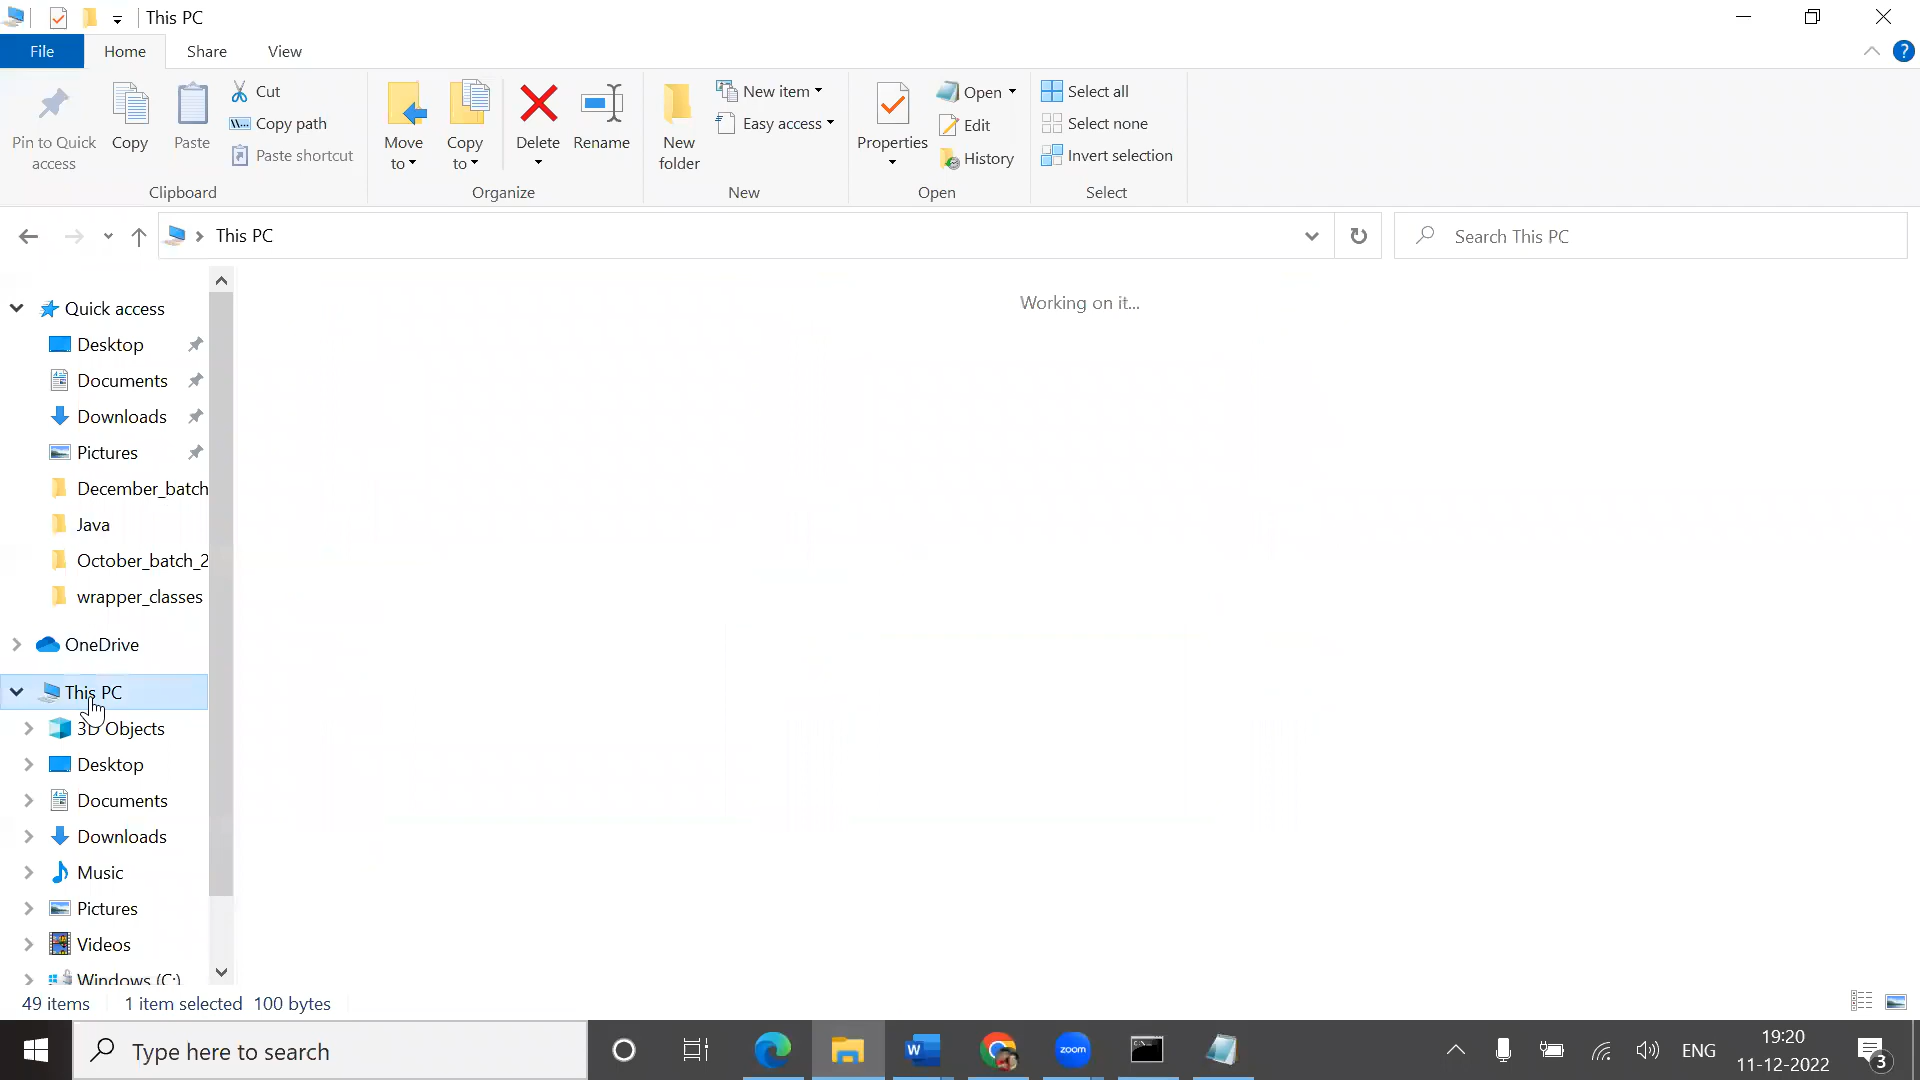 This PC
File Home Share View
?
Pin to Quick access
Copy
Paste
Cut
Copy path
Paste shortcut
Clipboard
Move to
Copy to
Delete
Rename
Organize
New folder
New item
Easy access
New
Properties
Open
Edit
History
Open
Select all
Select none
Invert selection
Select
This PC
Search This PC
Working on it...
Quick access
Desktop
Documents
Downloads
Pictures
December_batch
Java
October_batch_2
wrapper_classes
OneDrive
This PC
3D Objects
Desktop
Documents
Downloads
Music
Pictures
Videos
Windows (C:)
49 items 1 item selected 100 bytes
Type here to search
W
zoom
ENG
19:20
11-12-2022
3